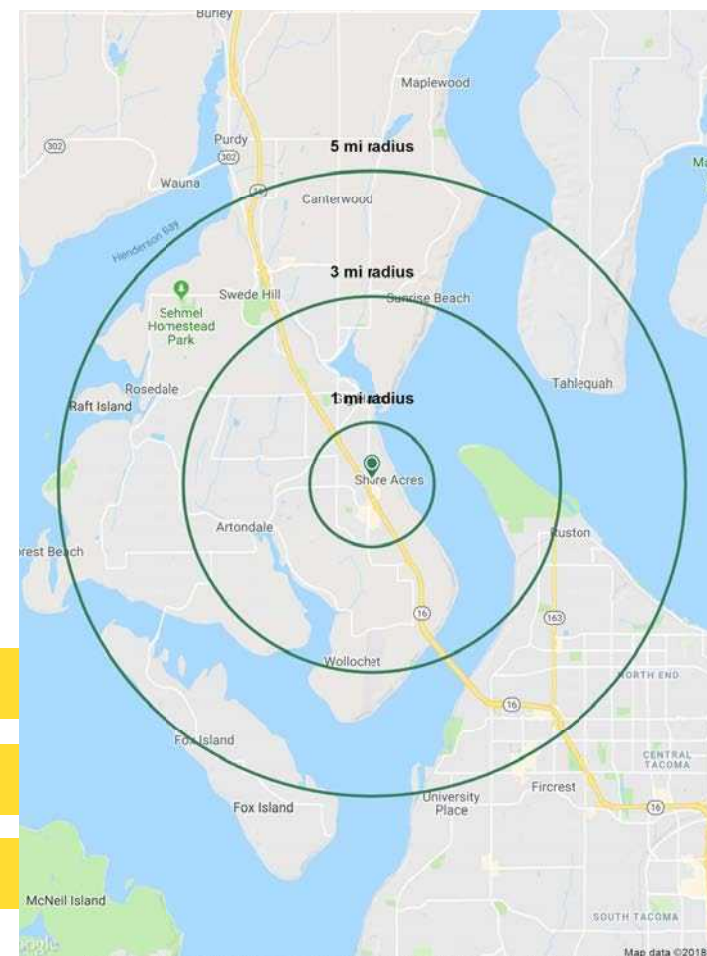 Burley
Maplewood
302
Purdy
5 mi radius
302
Wauna
16
Canterwood
Henderson Bay
3 mi radius
Swede Hill
Sunrise Beach
Sehmel
Homestead
Park
Tahlequah
Rosedale
1 mi radius
Raft Island
Shore Acres
Artondale
Ruston
orest Beach
16
163
Wollochet
NORTH END
16
Fox Island
CENTRAL
TACOMA
Fircrest
University
Place
Fox Island
16
McNeil Island
SOUTH TACOMA
Map data ©2018